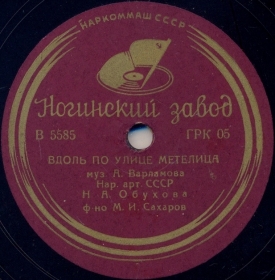 НАРКОММАШ СССР
Ногинский завод
В 5585 ГРК 05
ВДОЛЬ ПО УЛИЦЕ МЕТЕЛИЦА
муз А. Варламова
Нар. арт. СССР
Н. А. Обухова
ф-но М. И. Сахаров